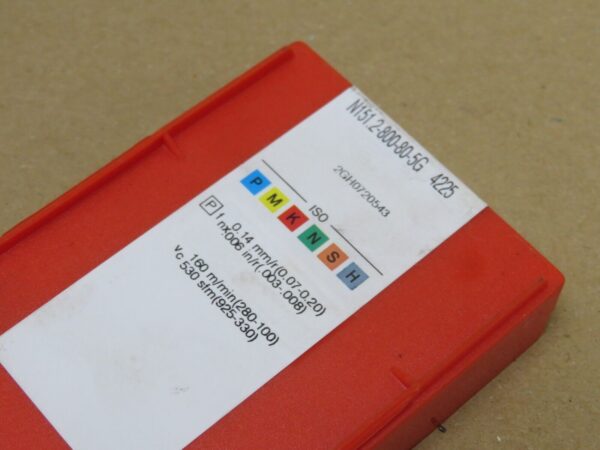 N151.2-800-80-5G 4225
2GH0720543
ISO
P M K N S H
P f 0.14 mm/r(0.07-0.20)
nx.006 in/r(.003-.008)
160 m/min(280-100)
vc 530 sfm(925-330)